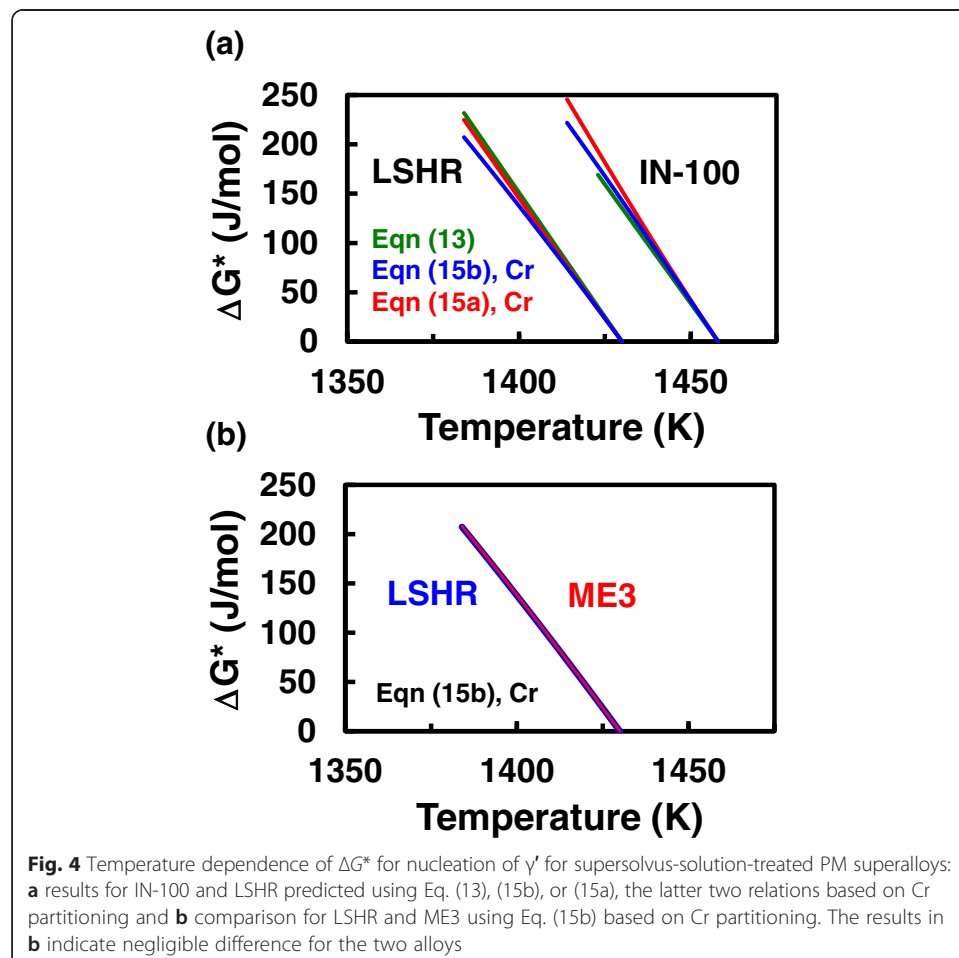 (a)
250
200
150
100
50
0
ΔG* (J/mol)
LSHR
IN-100
Eqn (13)
Eqn (15b), Cr
Eqn (15a), Cr
1350 1400 1450
Temperature (K)
(b)
250
200
150
100
50
0
ΔG* (J/mol)
LSHR
ME3
Eqn (15b), Cr
1350 1400 1450
Temperature (K)
Fig. 4 Temperature dependence of ΔG* for nucleation of γ′ for supersolvus-solution-treated PM superalloys:
a results for IN-100 and LSHR predicted using Eq. (13), (15b), or (15a), the latter two relations based on Cr
partitioning and b comparison for LSHR and ME3 using Eq. (15b) based on Cr partitioning. The results in
b indicate negligible difference for the two alloys